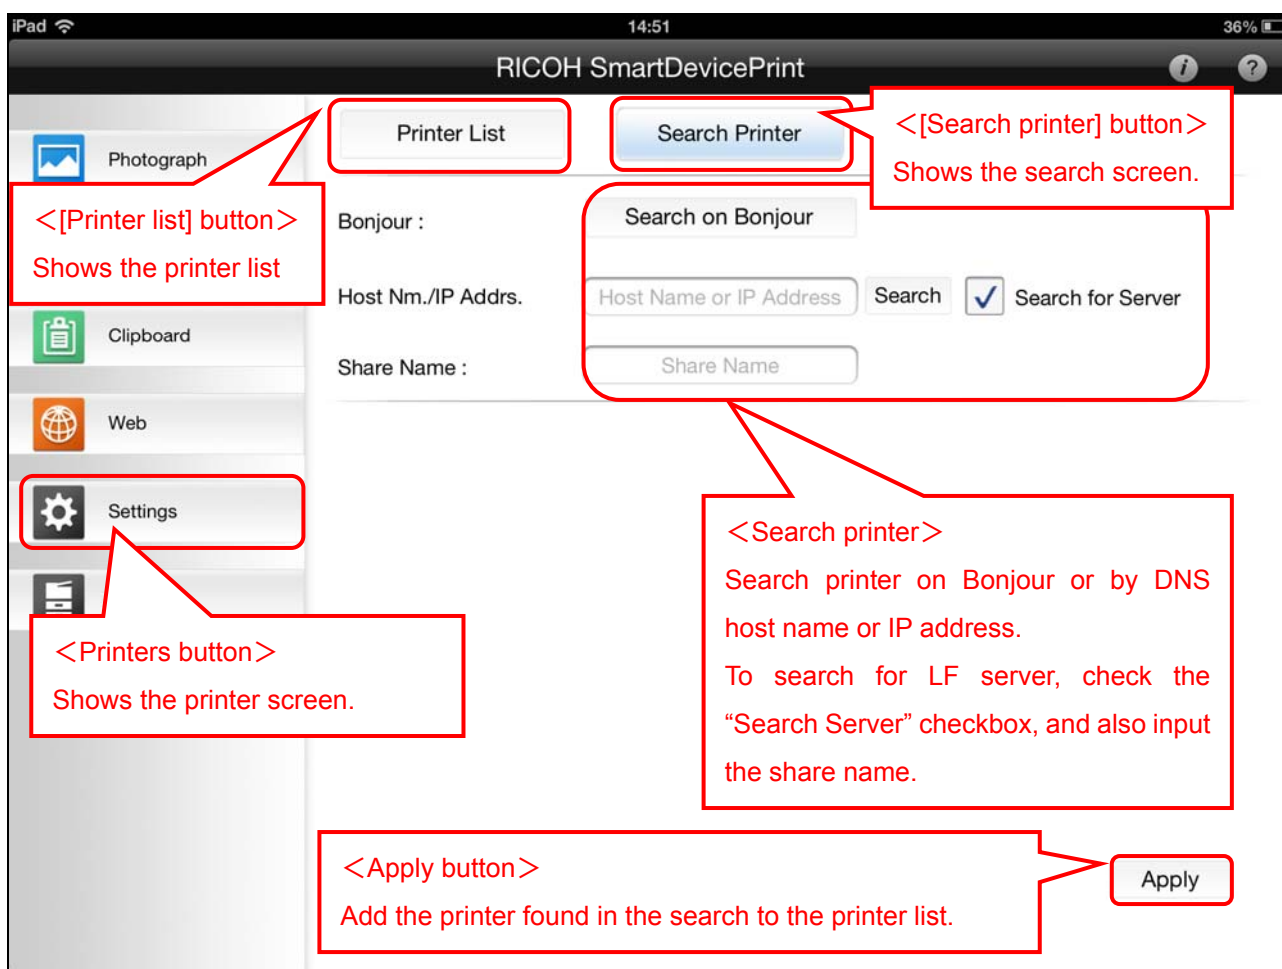 iPad 14:51 36%
RICOH SmartDevicePrint
Printer List
Search Printer
<[Search printer] button>
Shows the search screen.
Photograph
<[Printer list] button>
Shows the printer list
Bonjour :
Search on Bonjour
Host Nm./IP Addrs.
Host Name or IP Address
Search
Search for Server
Clipboard
Share Name :
Share Name
Web
Settings
<Search printer>
Search printer on Bonjour or by DNS
host name or IP address.
To search for LF server, check the
“Search Server” checkbox, and also input
the share name.
<Printers button>
Shows the printer screen.
<Apply button>
Add the printer found in the search to the printer list.
Apply